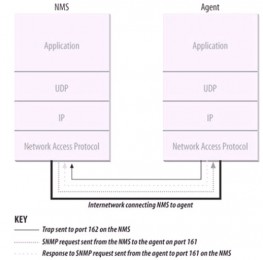 NMS
Agent
Application
Application
UDP
UDP
IP
IP
Network Access Protocol
Network Access Protocol
Internetwork connecting NMS to agent
KEY
Trap sent to port 162 on the NMS
SNMP request sent from the NMS to the agent on port 161
Response to SNMP request sent from the agent to port 161 on the NMS